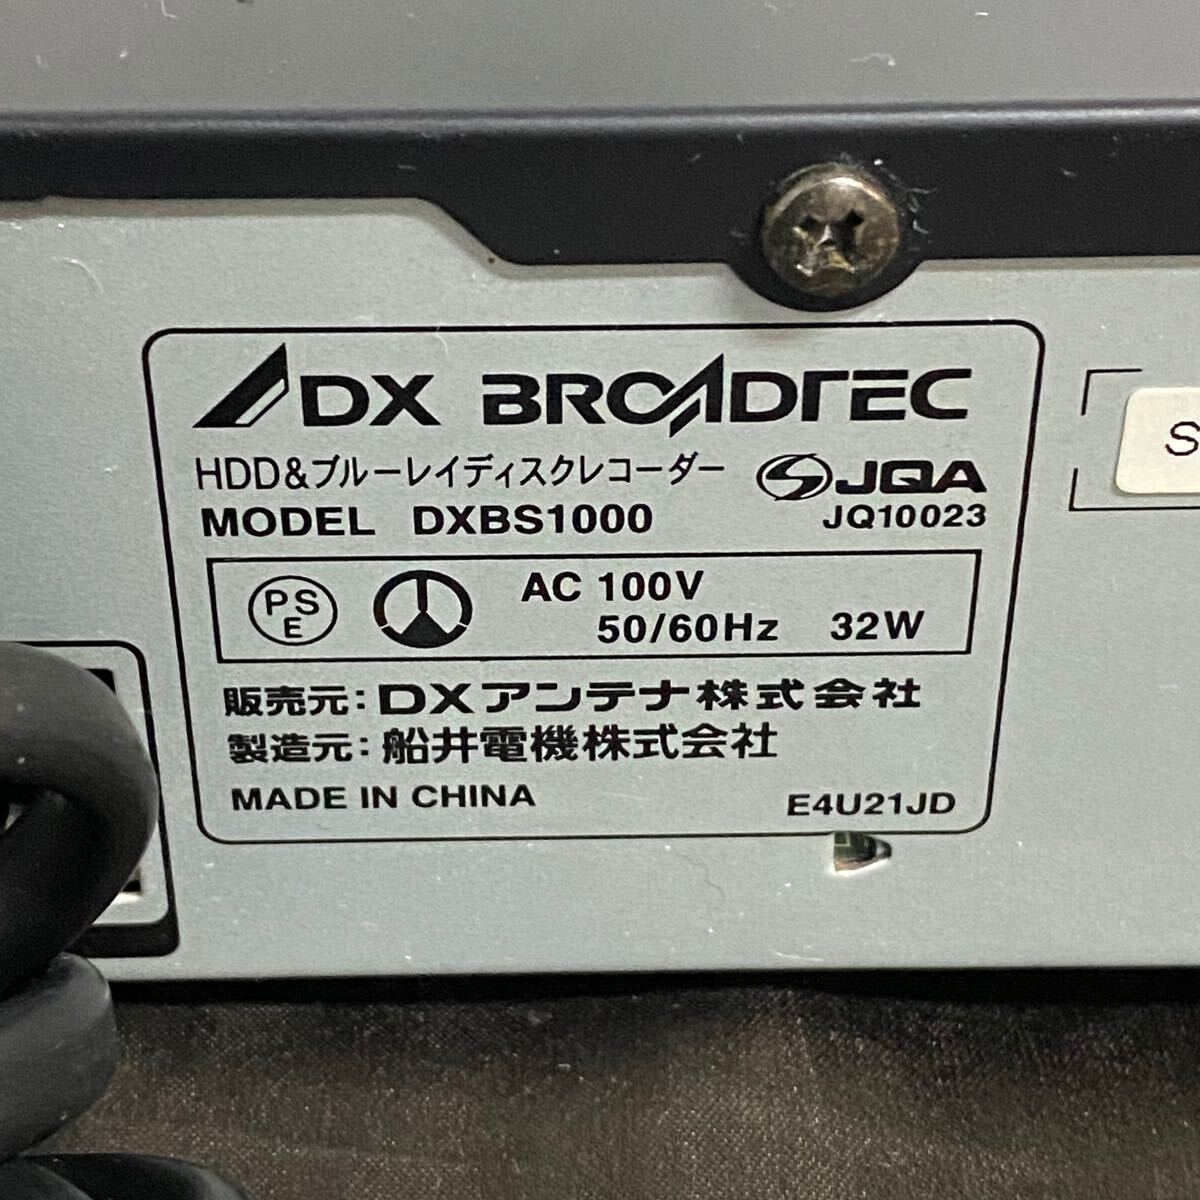 DX BROADTEC
HDD&ブルーレイディスクレコーダー
JQA
MODEL DXBS1000
JQ10023
PSE
AC 100V
50/60Hz 32W
販売元:DXアンテナ株式会社
製造元:船井電機株式会社
MADE IN CHINA
E4U21JD
S